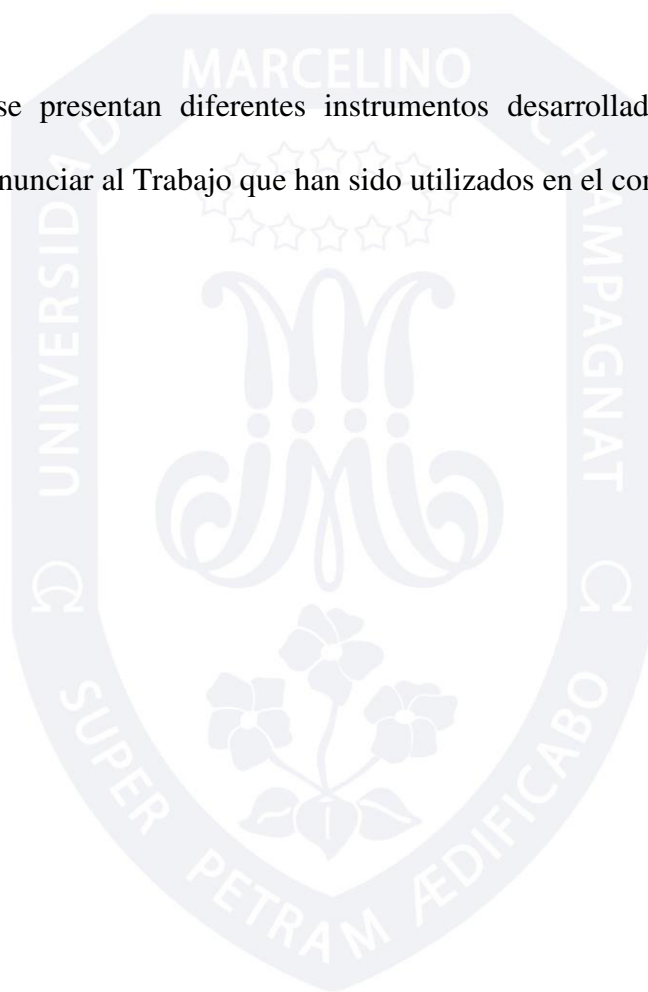 se presentan diferentes instrumentos desarrollad
nunciar al Trabajo que han sido utilizados en el con
UNIVERSIDAD
MARCELINO
CHAMPAGNAT
SUPER PETRAM ÆDIFICABO